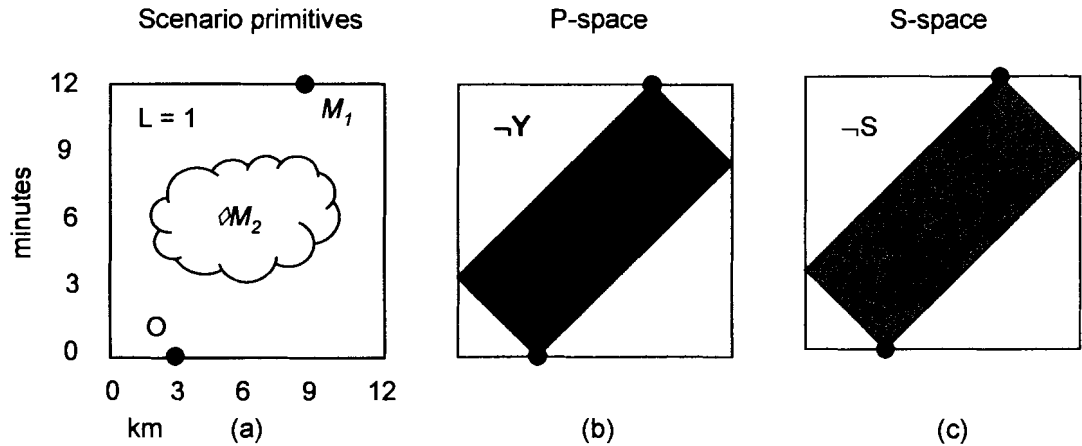 Scenario primitives P-space S-space
12
L = 1 M₁ ¬Y ¬S
9
6 ◊M₂
minutes
3
O
0
0 3 6 9 12
km (a) (b) (c)